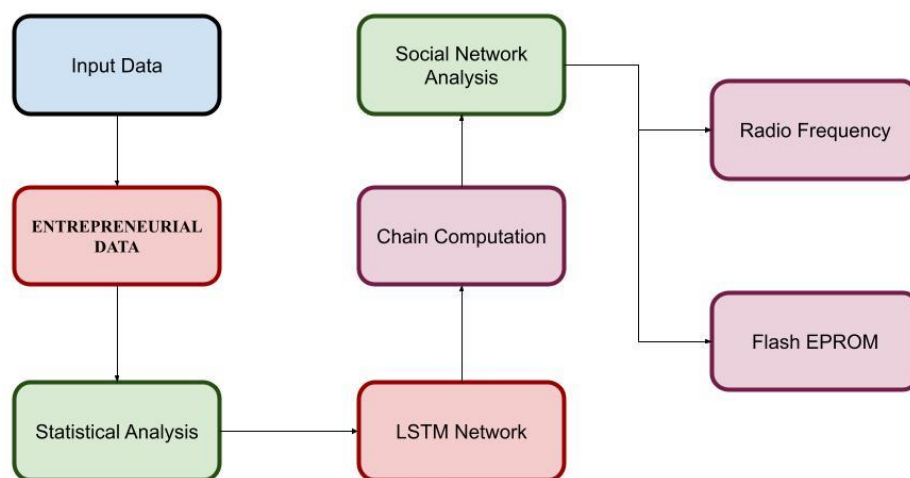 Input Data
ENTREPRENEURIAL
DATA
Statistical Analysis
LSTM Network
Chain Computation
Social Network
Analysis
Radio Frequency
Flash EPROM